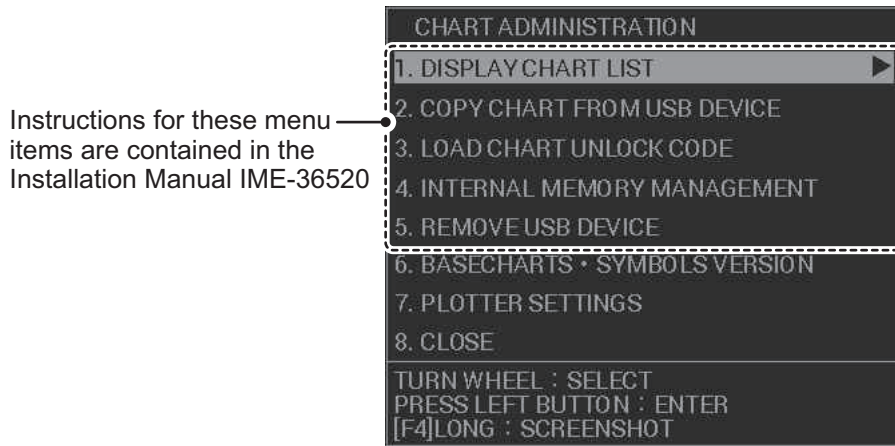 CHART ADMINISTRATION
1. DISPLAY CHART LIST ▶
Instructions for these menu
items are contained in the
Installation Manual IME-36520
2. COPY CHART FROM USB DEVICE
3. LOAD CHART UNLOCK CODE
4. INTERNAL MEMORY MANAGEMENT
5. REMOVE USB DEVICE
6. BASECHARTS・SYMBOLS VERSION
7. PLOTTER SETTINGS
8. CLOSE
TURN WHEEL : SELECT
PRESS LEFT BUTTON : ENTER
[F4]LONG : SCREENSHOT